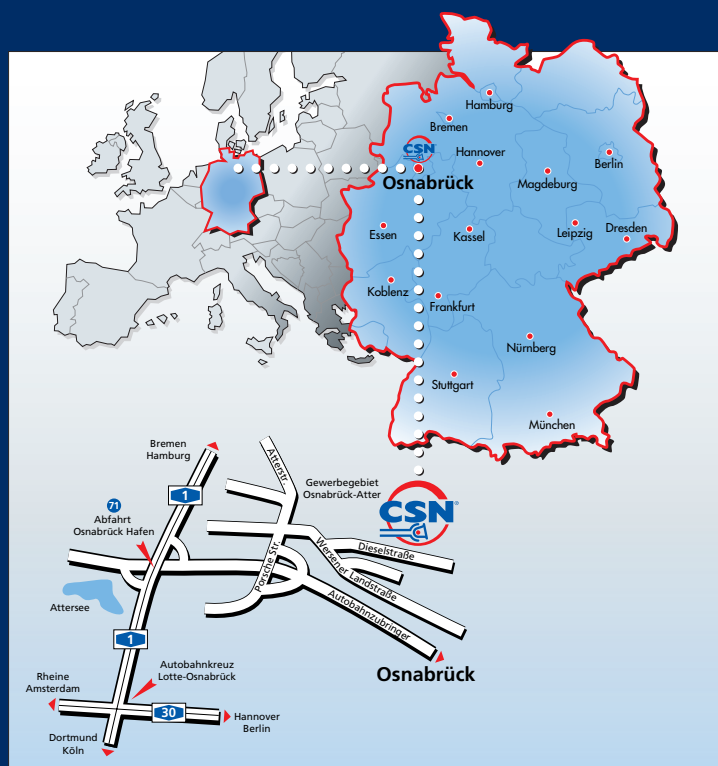 Hamburg
Bremen
CSN
Hannover
Berlin
Osnabrück
Magdeburg
Essen
Kassel
Leipzig
Dresden
Koblenz
Frankfurt
Nürnberg
Stuttgart
München
Bremen
Hamburg
Atterstr.
Gewerbegebiet
Osnabrück-Atter
1
71
Abfahrt
Osnabrück Hafen
CSN®
Porsche Str.
Dieselstraße
Wersener Landstraße
Attersee
Autobahnzubringer
1
Osnabrück
Autobahnkreuz
Lotte-Osnabrück
Rheine
Amsterdam
30
Hannover
Berlin
Dortmund
Köln